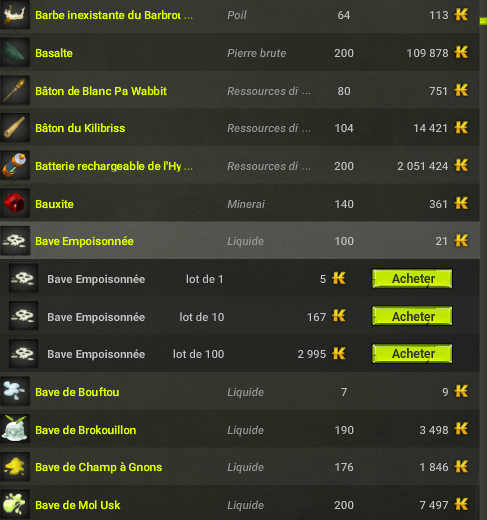 Barbe inexistante du Barbrou ... Poil 64 113
Basalte Pierre brute 200 109 878
Bâton de Blanc Pa Wabbit Ressources di ... 80 751
Bâton du Kilibriss Ressources di ... 104 14 421
Batterie rechargeable de l'Hy ... Ressources di ... 200 2 051 424
Bauxite Minerai 140 361
Bave Empoisonnée Liquide 100 21
Bave Empoisonnée lot de 1 5 Acheter
Bave Empoisonnée lot de 10 167 Acheter
Bave Empoisonnée lot de 100 2 995 Acheter
Bave de Bouftou Liquide 7 9
Bave de Brokouillon Liquide 190 3 498
Bave de Champ à Gnons Liquide 176 1 846
Bave de Mol Usk Liquide 200 7 497